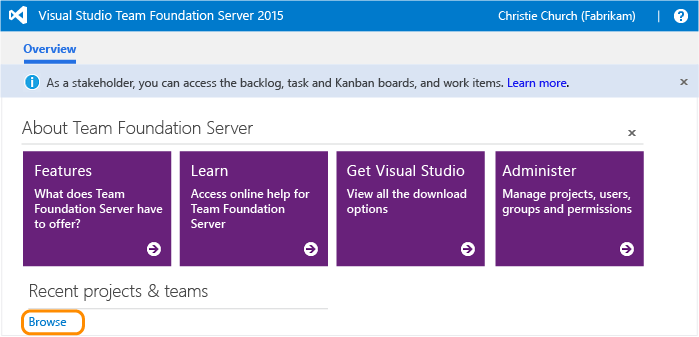 Visual Studio Team Foundation Server 2015
Christie Church (Fabrikam) | ?
Overview
As a stakeholder, you can access the backlog, task and Kanban boards, and work items. Learn more.
About Team Foundation Server
Features
What does Team
Foundation Server have
to offer?
Learn
Access online help for
Team Foundation
Server
Get Visual Studio
View all the download
options
Administer
Manage projects, users,
groups and permissions
Recent projects & teams
Browse